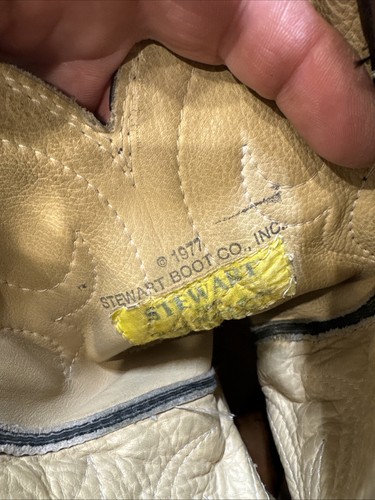 © 1977
STEWART BOOT CO., INC.
STEWART